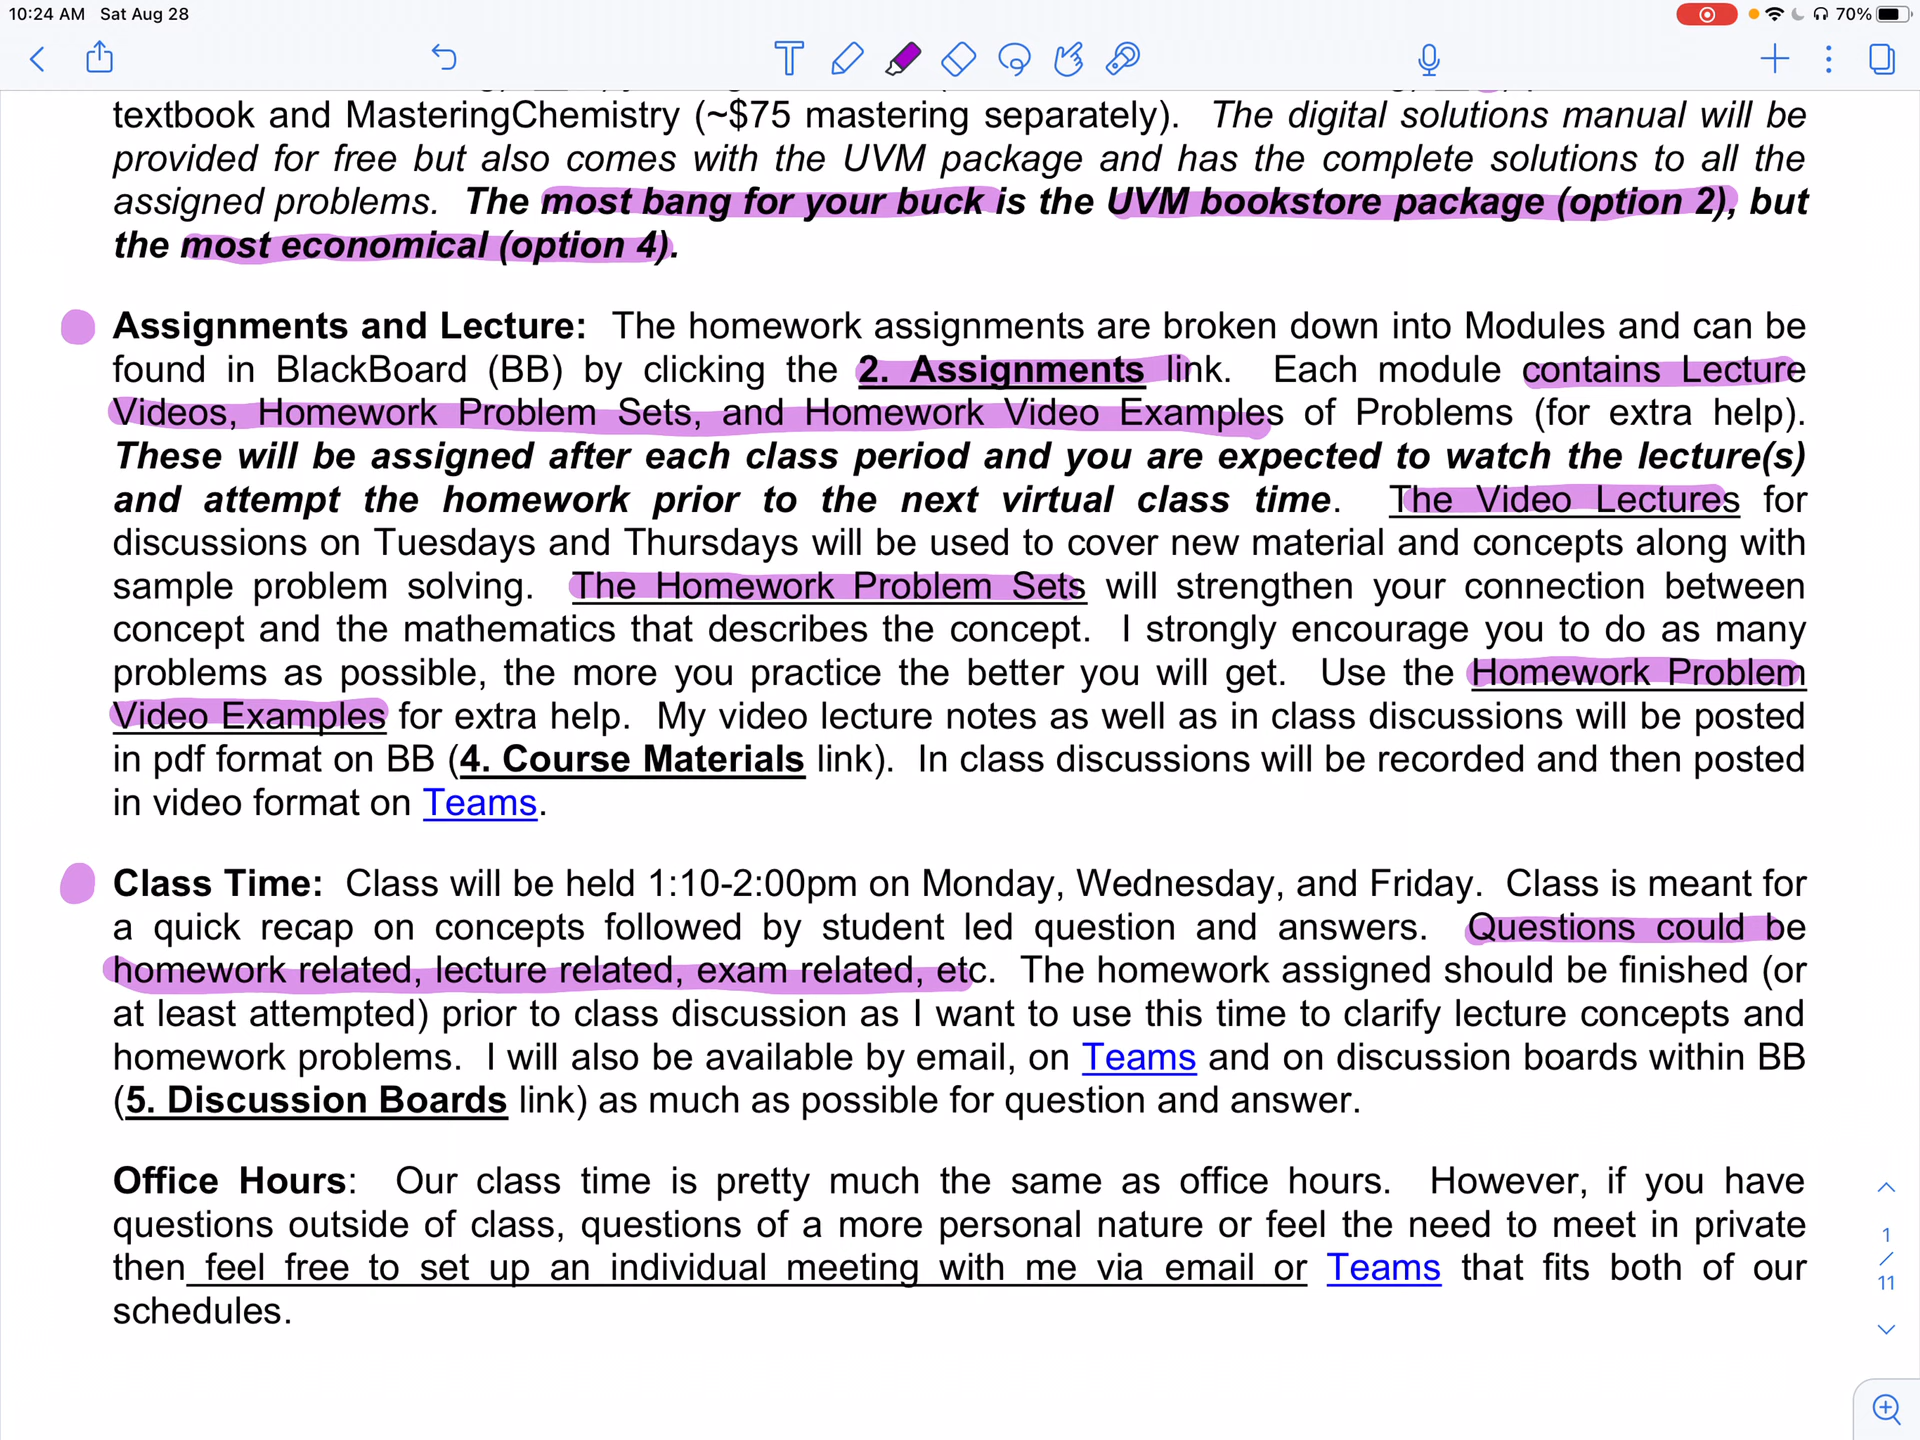 10:24 AM Sat Aug 28
70%
textbook and MasteringChemistry (~$75 mastering separately). The digital solutions manual will be
provided for free but also comes with the UVM package and has the complete solutions to all the
assigned problems. The most bang for your buck is the UVM bookstore package (option 2), but
the most economical (option 4).
Assignments and Lecture: The homework assignments are broken down into Modules and can be
found in BlackBoard (BB) by clicking the 2. Assignments link. Each module contains Lecture
Videos, Homework Problem Sets, and Homework Video Examples of Problems (for extra help).
These will be assigned after each class period and you are expected to watch the lecture(s)
and attempt the homework prior to the next virtual class time. The Video Lectures for
discussions on Tuesdays and Thursdays will be used to cover new material and concepts along with
sample problem solving. The Homework Problem Sets will strengthen your connection between
concept and the mathematics that describes the concept. I strongly encourage you to do as many
problems as possible, the more you practice the better you will get. Use the Homework Problem
Video Examples for extra help. My video lecture notes as well as in class discussions will be posted
in pdf format on BB (4. Course Materials link). In class discussions will be recorded and then posted
in video format on Teams.
Class Time: Class will be held 1:10-2:00pm on Monday, Wednesday, and Friday. Class is meant for
a quick recap on concepts followed by student led question and answers. Questions could be
homework related, lecture related, exam related, etc. The homework assigned should be finished (or
at least attempted) prior to class discussion as I want to use this time to clarify lecture concepts and
homework problems. I will also be available by email, on Teams and on discussion boards within BB
(5. Discussion Boards link) as much as possible for question and answer.
Office Hours: Our class time is pretty much the same as office hours. However, if you have
questions outside of class, questions of a more personal nature or feel the need to meet in private
then feel free to set up an individual meeting with me via email or Teams that fits both of our
schedules.
1
/
11